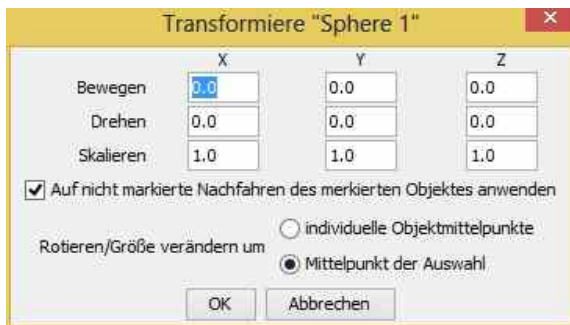 Transformiere "Sphere 1"
X Y Z
Bewegen 0.0 0.0 0.0
Drehen 0.0 0.0 0.0
Skalieren 1.0 1.0 1.0
Auf nicht markierte Nachfahren des merkierten Objektes anwenden
Rotieren/Größe verändern um
individuelle Objektmittelpunkte
Mittelpunkt der Auswahl
OK Abbrechen